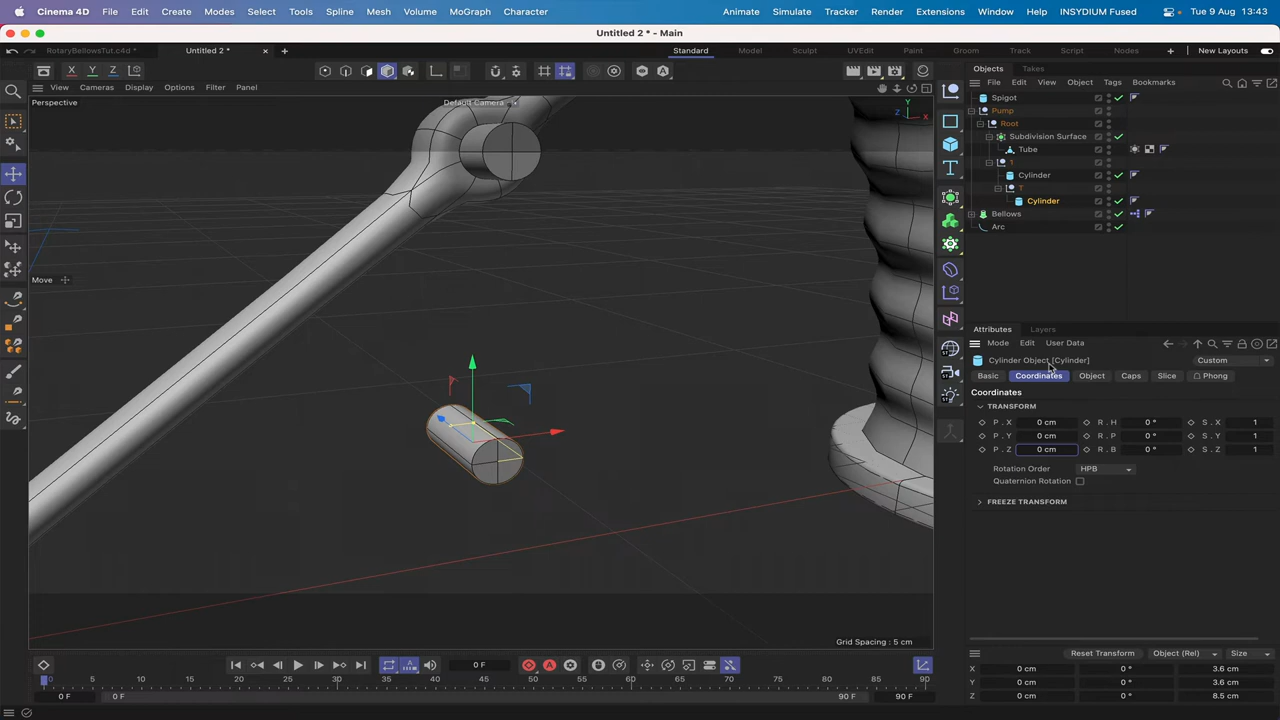 Cinema 4D File Edit Create Modes Select Tools Spline Mesh Volume MoGraph Character Animate Simulate Tracker Render Extensions Window Help INSYDIUM Fused Tue 9 Aug 13:43
Untitled 2 * - Main
RotaryBellowsTut.c4d * Untitled 2 * Standard Model Sculpt UVEdit Paint Groom Track Script Nodes New Layouts
X Y Z
View Cameras Display Options Filter Panel
Perspective
Default Camera
Y
Z X
Move
Grid Spacing : 5 cm
Objects Takes
File Edit View Object Tags Bookmarks
Spigot
Pump
Root
Subdivision Surface
Tube
1
Cylinder
1
Cylinder
Bellows
Arc
Attributes Layers
Mode Edit User Data
Cylinder Object [Cylinder] Custom
Basic Coordinates Object Caps Slice Phong
Coordinates
TRANSFORM
P . X 0 cm R . H 0 ° S . X 1
P . Y 0 cm R . P 0 ° S . Y 1
P . Z 0 cm R . B 0 ° S . Z 1
Rotation Order HPB
Quaternion Rotation
FREEZE TRANSFORM
0 F
0 5 10 15 20 25 30 35 40 45 50 55 60 65 70 75 80 85 90
0 F 0 F 90 F 90 F
Reset Transform Object (Rel) Size
X 0 cm 0 ° 3.6 cm
Y 0 cm 0 ° 3.6 cm
Z 0 cm 0 ° 8.5 cm